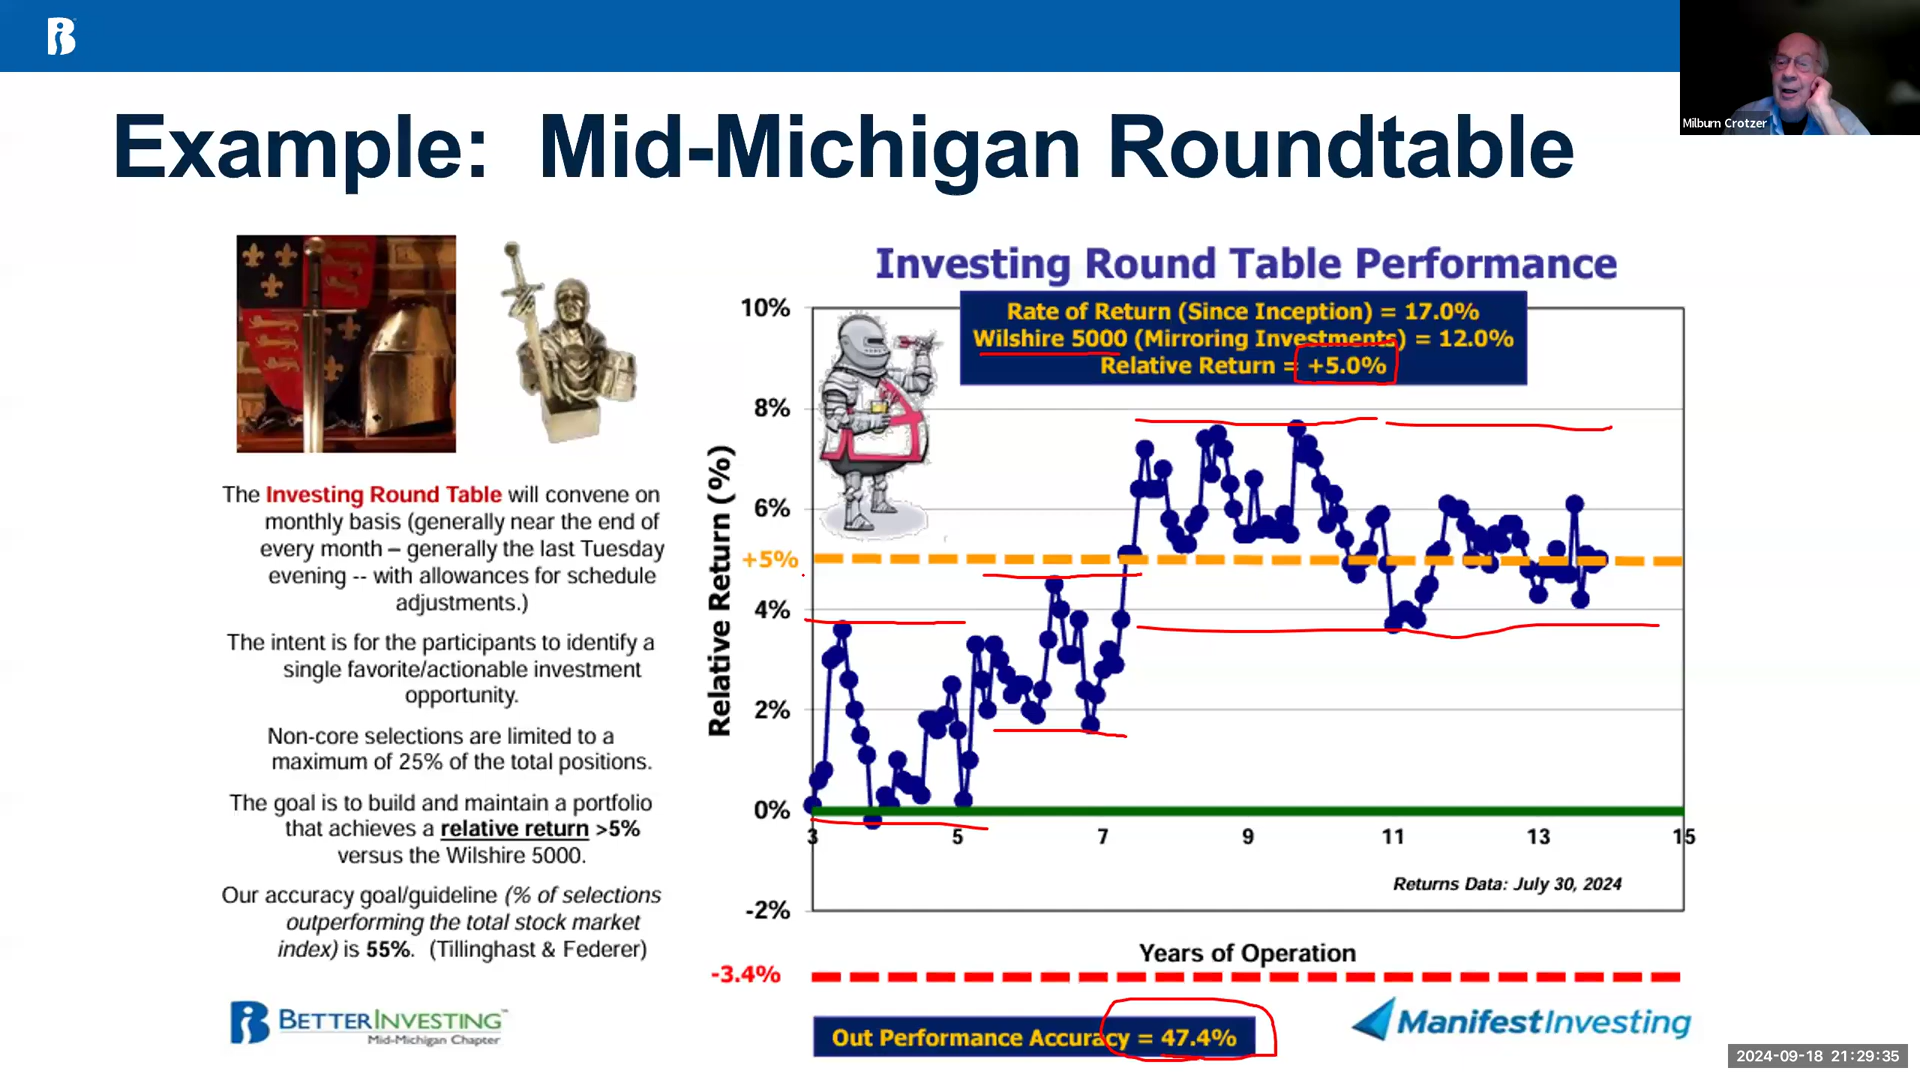 Milburn Crotzer
Example: Mid-Michigan Roundtable
The Investing Round Table will convene on
monthly basis (generally near the end of
every month – generally the last Tuesday
evening -- with allowances for schedule
adjustments.)
The intent is for the participants to identify a
single favorite/actionable investment
opportunity.
Non-core selections are limited to a
maximum of 25% of the total positions.
The goal is to build and maintain a portfolio
that achieves a relative return >5%
versus the Wilshire 5000.
Our accuracy goal/guideline (% of selections
outperforming the total stock market
index) is 55%. (Tillinghast & Federer)
BETTERINVESTING™
Mid-Michigan Chapter
Investing Round Table Performance
Rate of Return (Since Inception) = 17.0%
Wilshire 5000 (Mirroring Investments) = 12.0%
Relative Return = +5.0%
Relative Return (%)
10%
8%
6%
+5%
4%
2%
0%
-2%
-3.4%
3 5 7 9 11 13 15
Returns Data: July 30, 2024
Years of Operation
Out Performance Accuracy = 47.4%
ManifestInvesting
2024-09-18 21:29:35